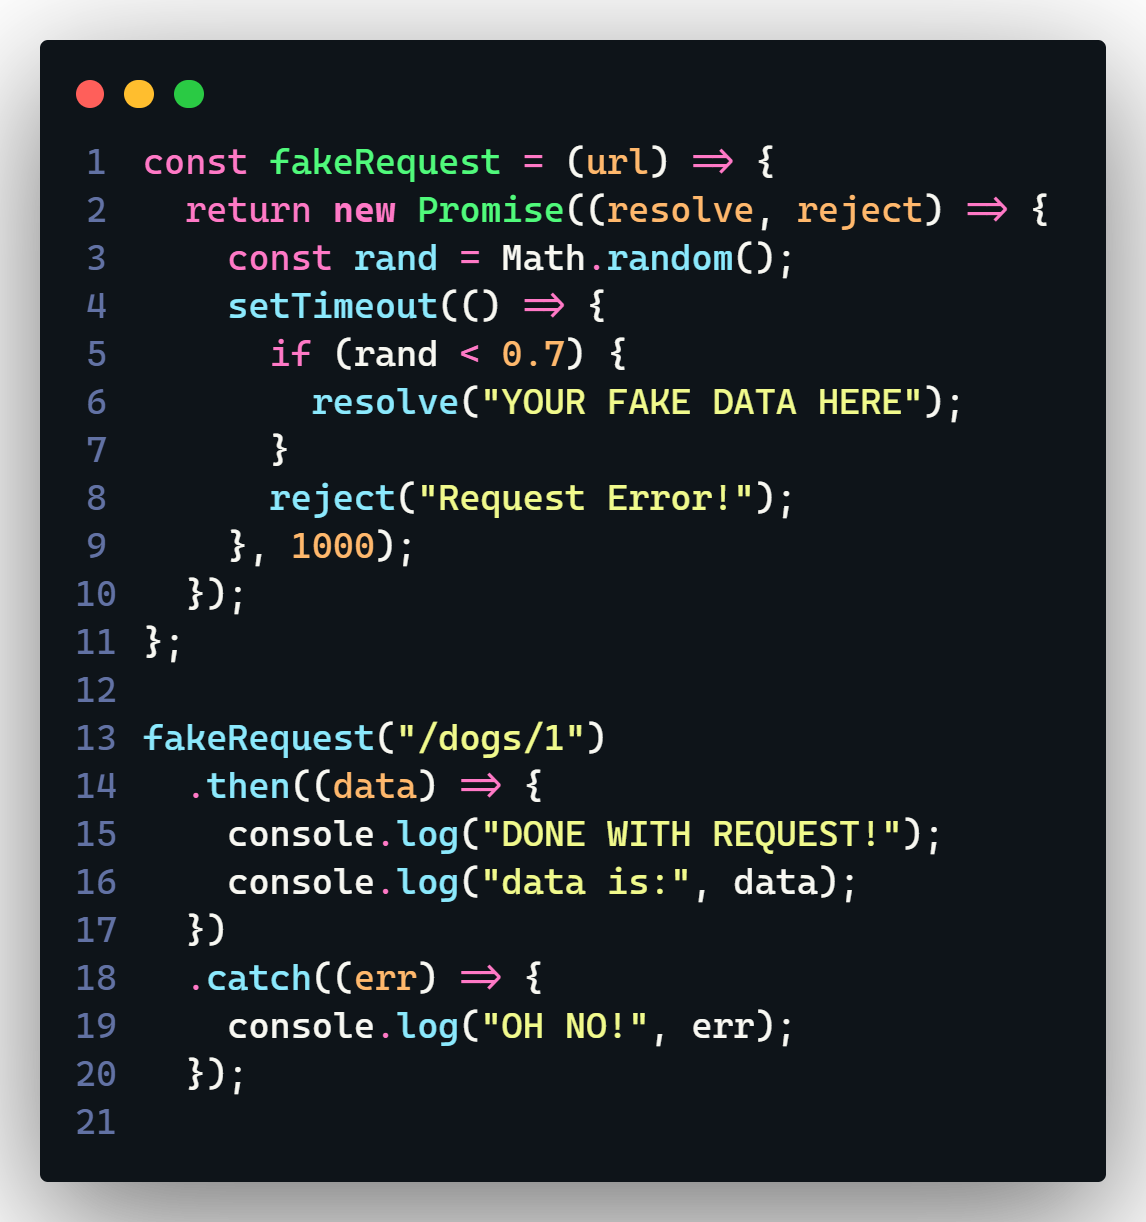 1 const fakeRequest = (url) => {
2   return new Promise((resolve, reject) => {
3     const rand = Math.random();
4     setTimeout(() => {
5       if (rand < 0.7) {
6         resolve("YOUR FAKE DATA HERE");
7       }
8       reject("Request Error!");
9     }, 1000);
10   });
11 };
12
13 fakeRequest("/dogs/1")
14   .then((data) => {
15     console.log("DONE WITH REQUEST!");
16     console.log("data is:", data);
17   })
18   .catch((err) => {
19     console.log("OH NO!", err);
20   });
21